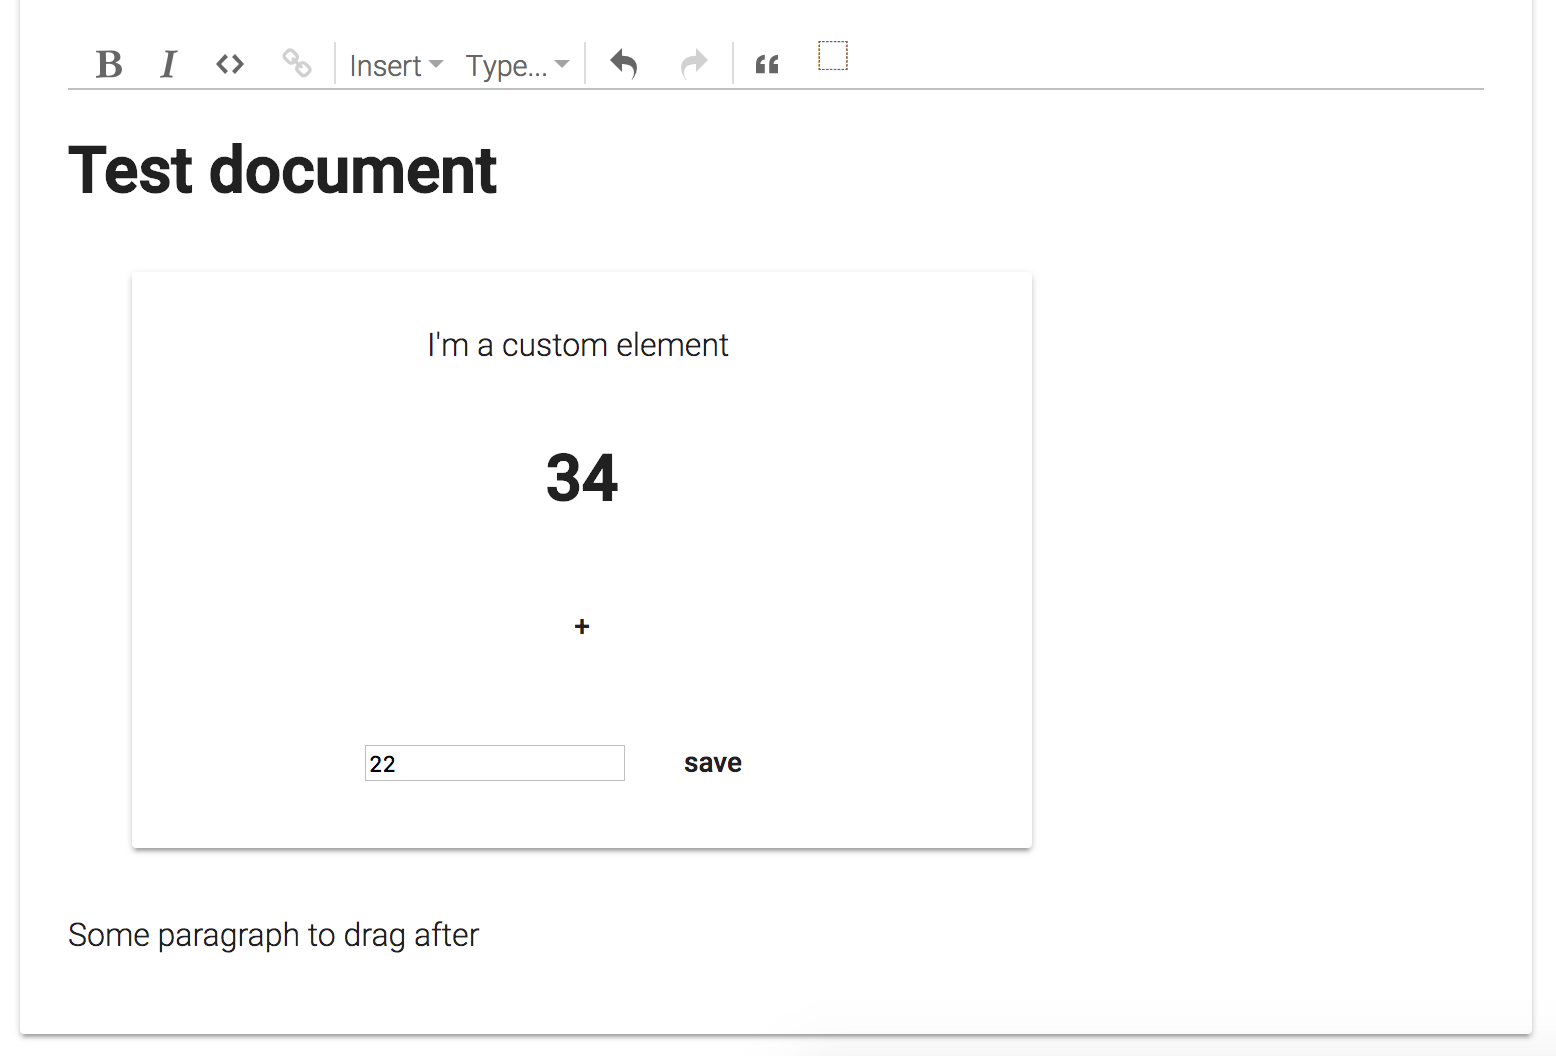 B I <> Insert Type... “
Test document
I'm a custom element
34
+
22 save
Some paragraph to drag after